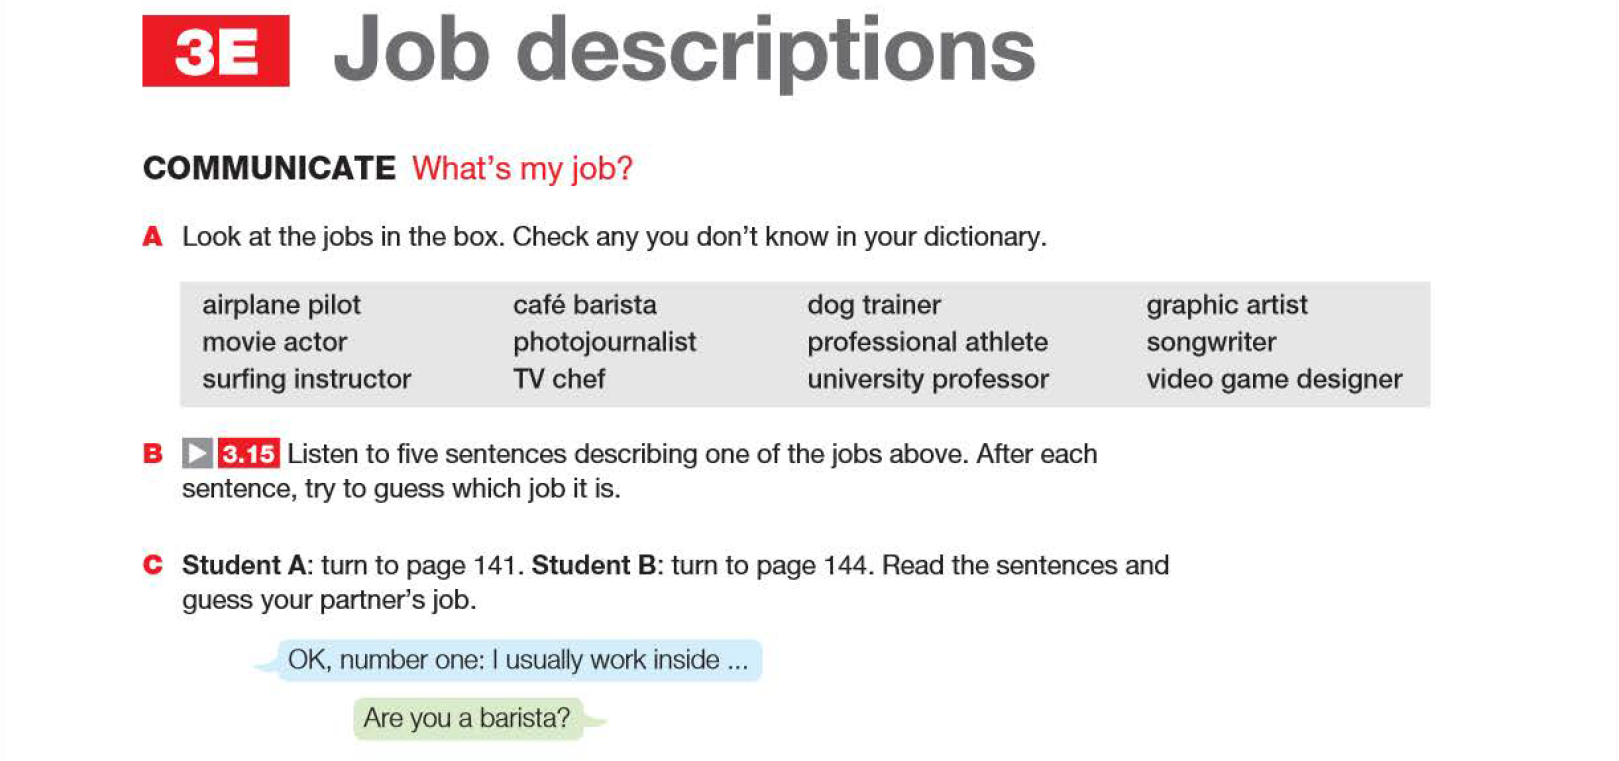 3E Job descriptions
COMMUNICATE What's my job?
A Look at the jobs in the box. Check any you don't know in your dictionary.
airplane pilot café barista dog trainer graphic artist
movie actor photojournalist professional athlete songwriter
surfing instructor TV chef university professor video game designer
B 3.15 Listen to five sentences describing one of the jobs above. After each
sentence, try to guess which job it is.
C Student A: turn to page 141. Student B: turn to page 144. Read the sentences and
guess your partner's job.
OK, number one: I usually work inside ...
Are you a barista?